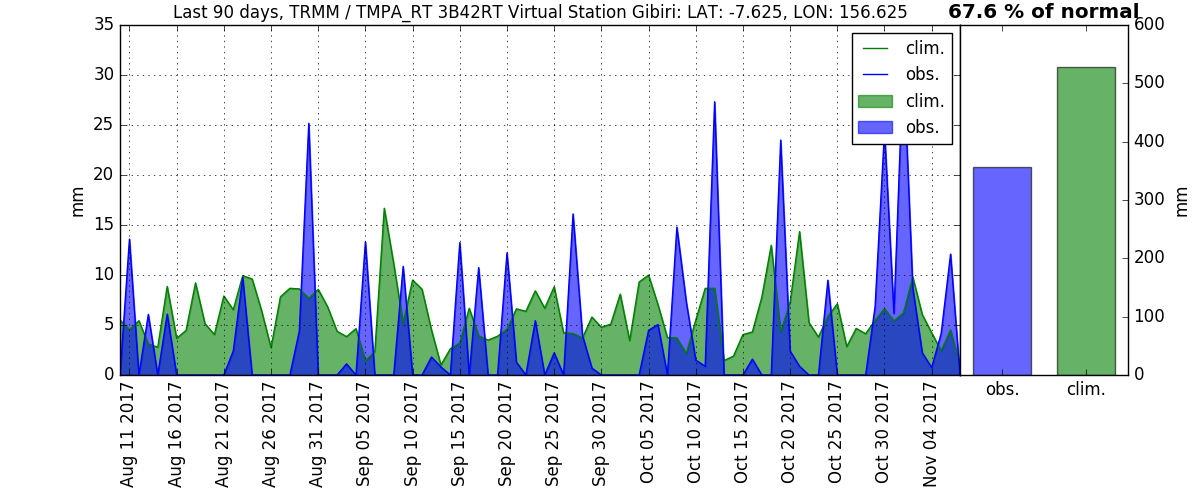 Last 90 days, TRMM / TMPA_RT 3B42RT Virtual Station Gibiri: LAT: -7.625, LON: 156.625
67.6 % of normal
35
30
25
20
15
10
5
0
mm
clim.
obs.
clim.
obs.
Aug 11 2017
Aug 16 2017
Aug 21 2017
Aug 26 2017
Aug 31 2017
Sep 05 2017
Sep 10 2017
Sep 15 2017
Sep 20 2017
Sep 25 2017
Sep 30 2017
Oct 05 2017
Oct 10 2017
Oct 15 2017
Oct 20 2017
Oct 25 2017
Oct 30 2017
Nov 04 2017
600
500
400
300
200
100
0
mm
obs.
clim.